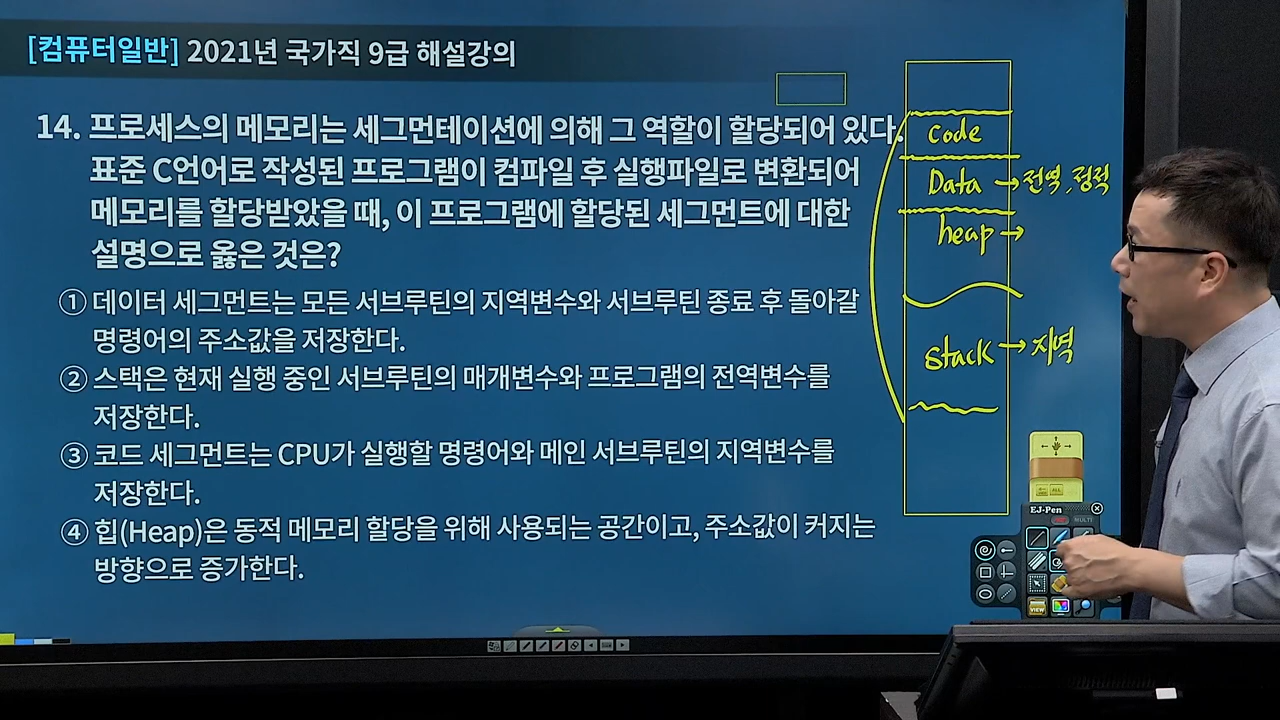 [컴퓨터일반] 2021년 국가직 9급 해설강의
14. 프로세스의 메모리는 세그먼테이션에 의해 그 역할이 할당되어 있다.
표준 C언어로 작성된 프로그램이 컴파일 후 실행파일로 변환되어
메모리를 할당받았을 때, 이 프로그램에 할당된 세그먼트에 대한
설명으로 옳은 것은?
① 데이터 세그먼트는 모든 서브루틴의 지역변수와 서브루틴 종료 후 돌아갈
명령어의 주소값을 저장한다.
② 스택은 현재 실행 중인 서브루틴의 매개변수와 프로그램의 전역변수를
저장한다.
③ 코드 세그먼트는 CPU가 실행할 명령어와 메인 서브루틴의 지역변수를
저장한다.
④ 힙(Heap)은 동적 메모리 할당을 위해 사용되는 공간이고, 주소값이 커지는
방향으로 증가한다.
code
Data → 전역, 정적
heap →
stack → 지역
EJ-Pen
MULTI
VIEW